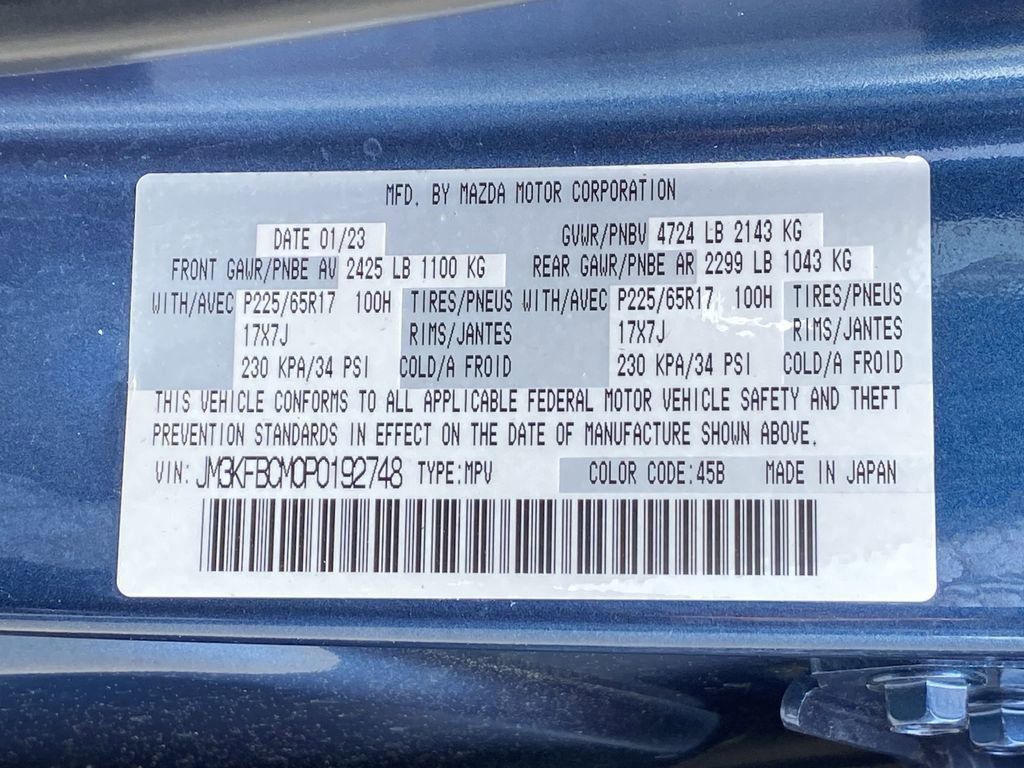 MFD. BY MAZDA MOTOR CORPORATION
DATE 01/23 GVWR/PNBV 4724 LB 2143 KG
FRONT GAWR/PNBE AV 2425 LB 1100 KG REAR GAWR/PNBE AR 2299 LB 1043 KG
WITH/AVEC P225/65R17 100H TIRES/PNEUS WITH/AVEC P225/65R17 100H TIRES/PNEUS
17X7J RIMS/JANTES 17X7J RIMS/JANTES
230 KPA/34 PSI COLD/A FROID 230 KPA/34 PSI COLD/A FROID
THIS VEHICLE CONFORMS TO ALL APPLICABLE FEDERAL MOTOR VEHICLE SAFETY AND THEFT
PREVENTION STANDARDS IN EFFECT ON THE DATE OF MANUFACTURE SHOWN ABOVE.
VIN: JM3KFBCM0P0192748 TYPE:MPV COLOR CODE:45B MADE IN JAPAN